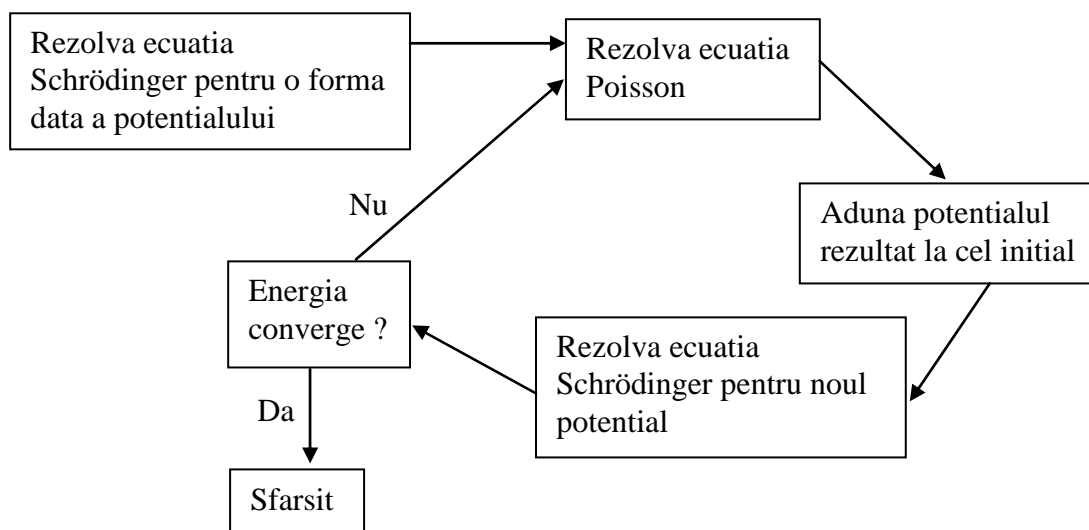 Rezolva ecuatia
Schrödinger pentru o forma
data a potentialului
Rezolva ecuatia
Poisson
Aduna potentialul
rezultat la cel initial
Rezolva ecuatia
Schrödinger pentru noul
potential
Energia
converge ?
Nu
Da
Sfarsit